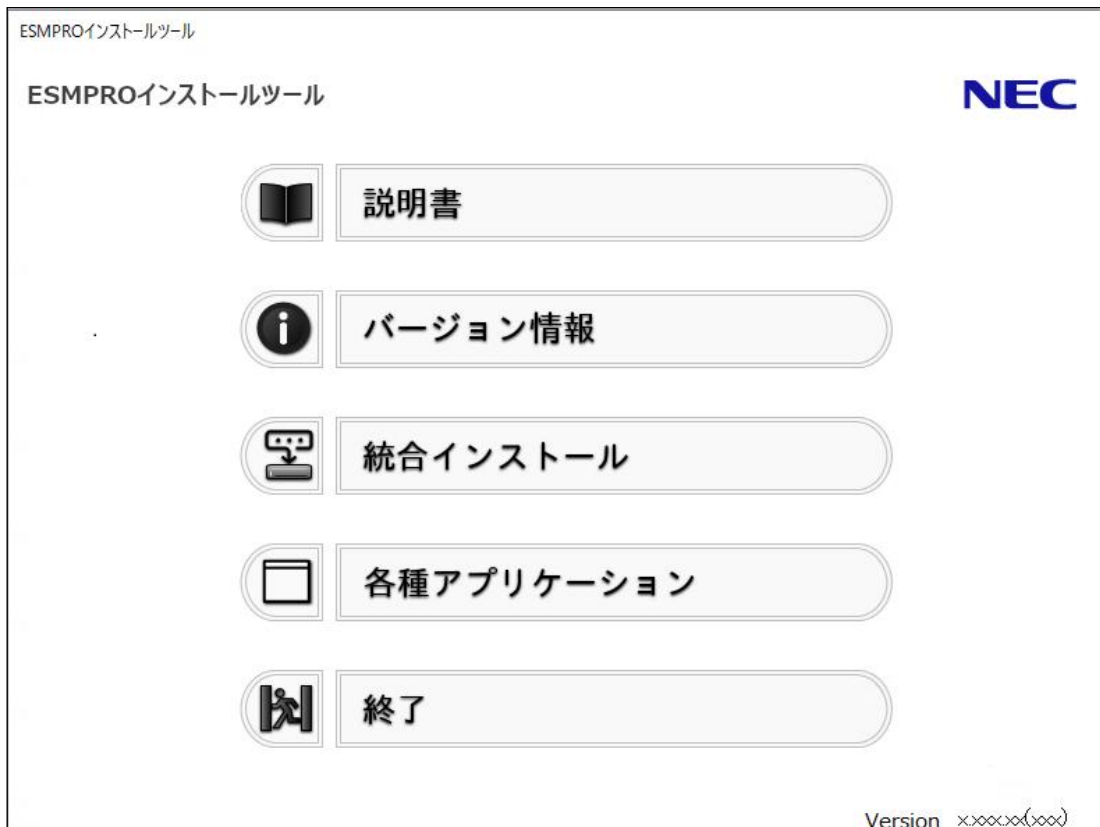 ESMPROインストールツール
ESMPROインストールツール
NEC
説明書
バージョン情報
統合インストール
各種アプリケーション
終了
Version x.xxx.xx(xxx)